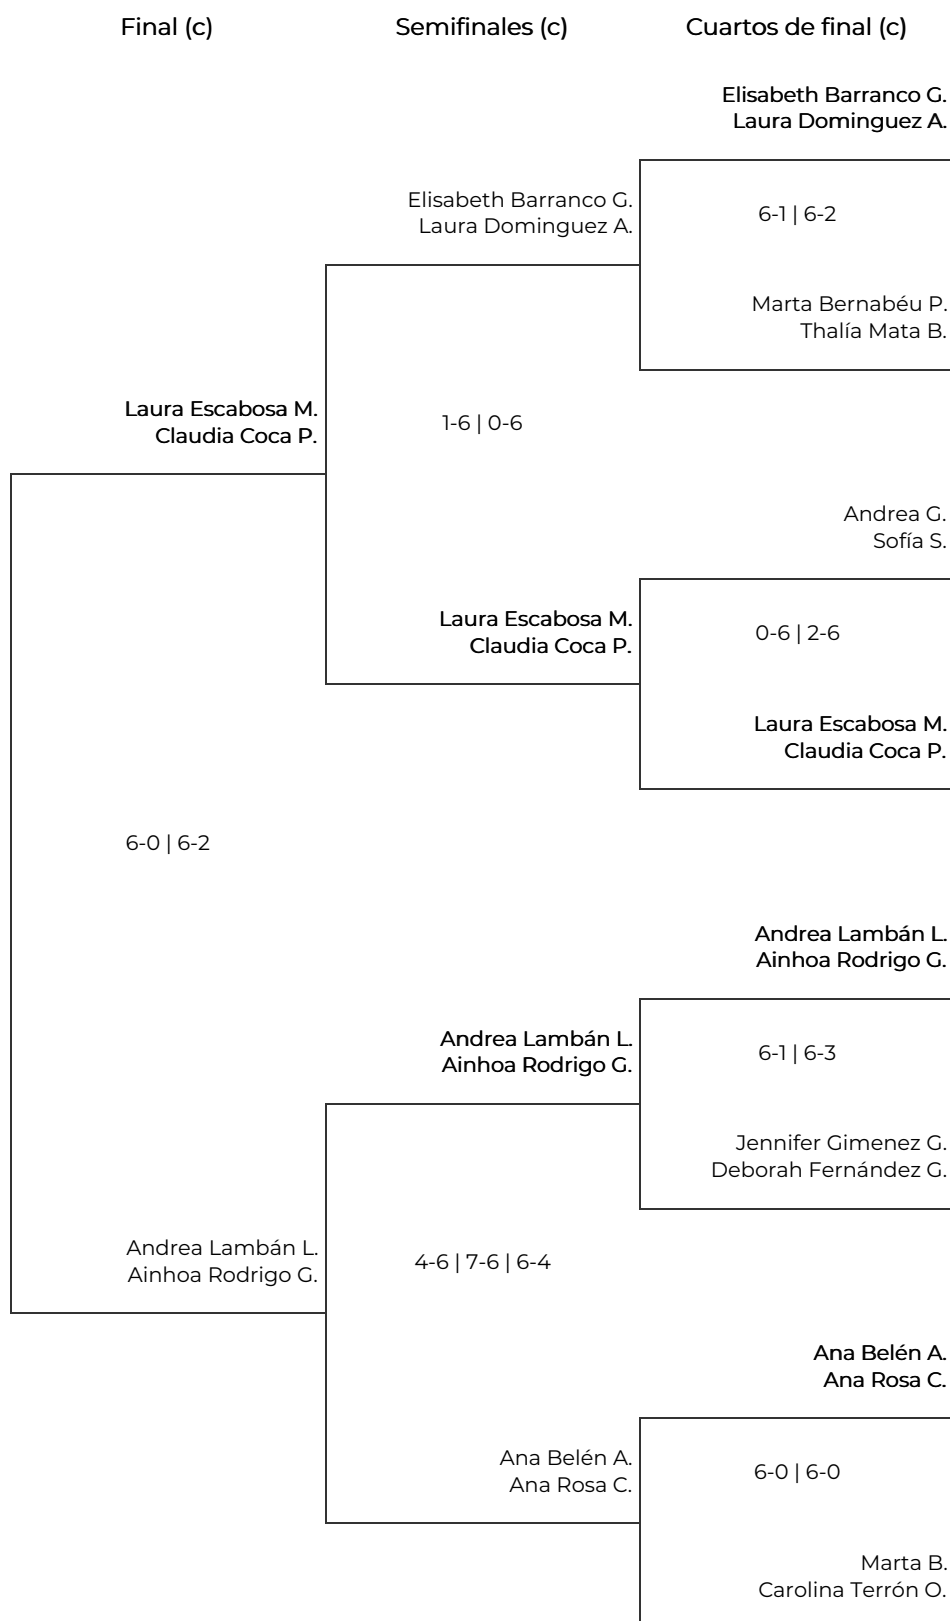 Final (c)
Semifinales (c)
Cuartos de final (c)
Elisabeth Barranco G.
Laura Dominguez A.
Elisabeth Barranco G.
Laura Dominguez A.
6-1 | 6-2
Marta Bernabéu P.
Thalía Mata B.
Laura Escabosa M.
Claudia Coca P.
1-6 | 0-6
Andrea G.
Sofía S.
Laura Escabosa M.
Claudia Coca P.
0-6 | 2-6
Laura Escabosa M.
Claudia Coca P.
6-0 | 6-2
Andrea Lambán L.
Ainhoa Rodrigo G.
Andrea Lambán L.
Ainhoa Rodrigo G.
6-1 | 6-3
Jennifer Gimenez G.
Deborah Fernández G.
Andrea Lambán L.
Ainhoa Rodrigo G.
4-6 | 7-6 | 6-4
Ana Belén A.
Ana Rosa C.
Ana Belén A.
Ana Rosa C.
6-0 | 6-0
Marta B.
Carolina Terrón O.